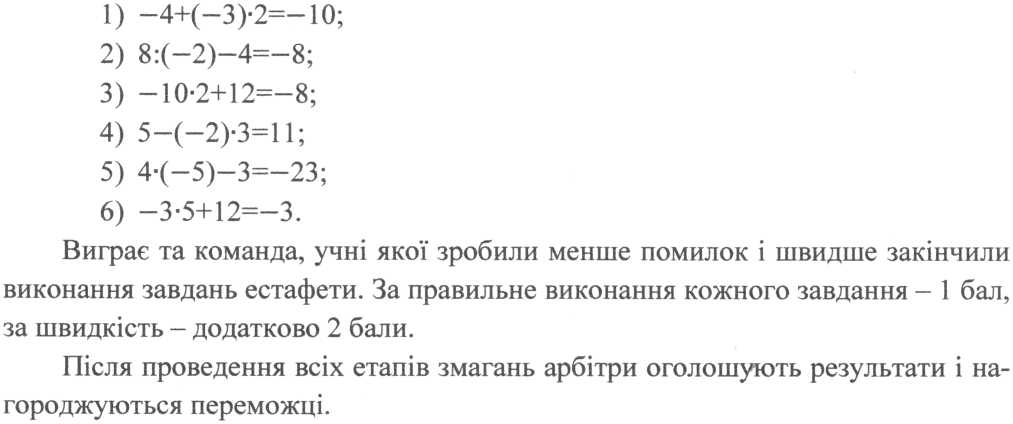 1) −4+(−3)·2=−10;
2) 8:(−2)−4=−8;
3) −10·2+12=−8;
4) 5−(−2)·3=11;
5) 4·(−5)−3=−23;
6) −3·5+12=−3.
Виграє та команда, учні якої зробили менше помилок і швидше закінчили
виконання завдань естафети. За правильне виконання кожного завдання – 1 бал,
за швидкість – додатково 2 бали.
Після проведення всіх етапів змагань арбітри оголошують результати і на-
городжуються переможці.